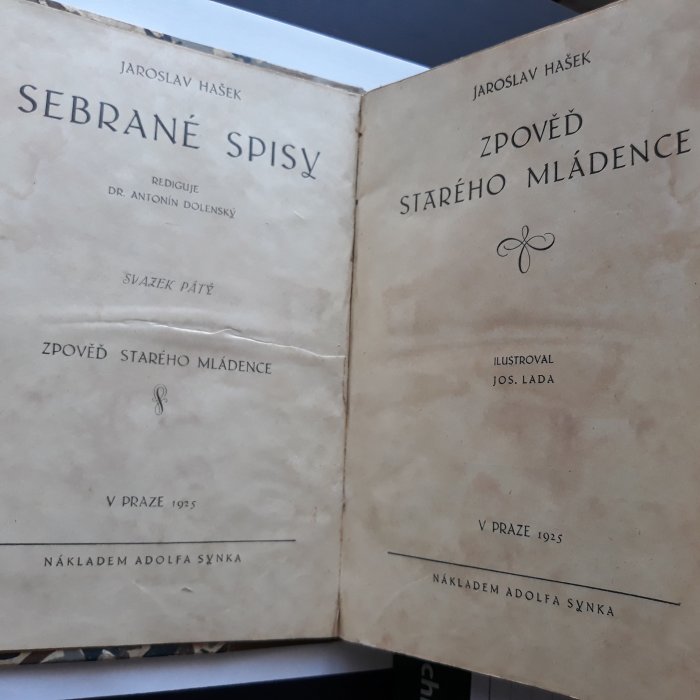 JAROSLAV HAŠEK
SEBRANÉ SPISY
REDIGUJE
DR. ANTONÍN DOLENSKÝ
SVAZEK PÁTÝ
ZPOVĚĎ STARÉHO MLÁDENCE
V PRAZE 1925
NÁKLADEM ADOLFA SYNKA
JAROSLAV HAŠEK
ZPOVĚĎ
STARÉHO MLÁDENCE
ILUSTROVAL
JOS. LADA
V PRAZE 1925
NÁKLADEM ADOLFA SYNKA
ch